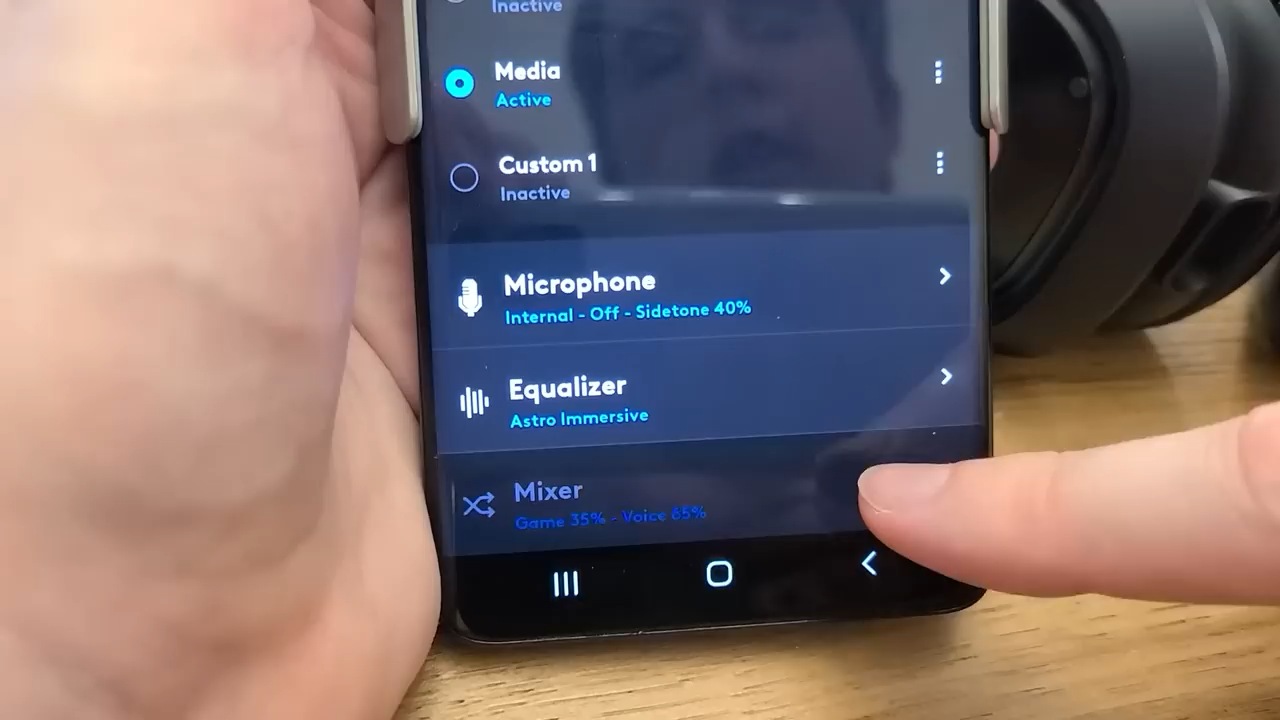 Inactive
Media
Active
Custom 1
Inactive
Microphone
Internal - Off - Sidetone 40%
Equalizer
Astro Immersive
Mixer
Game 35% - Voice 65%